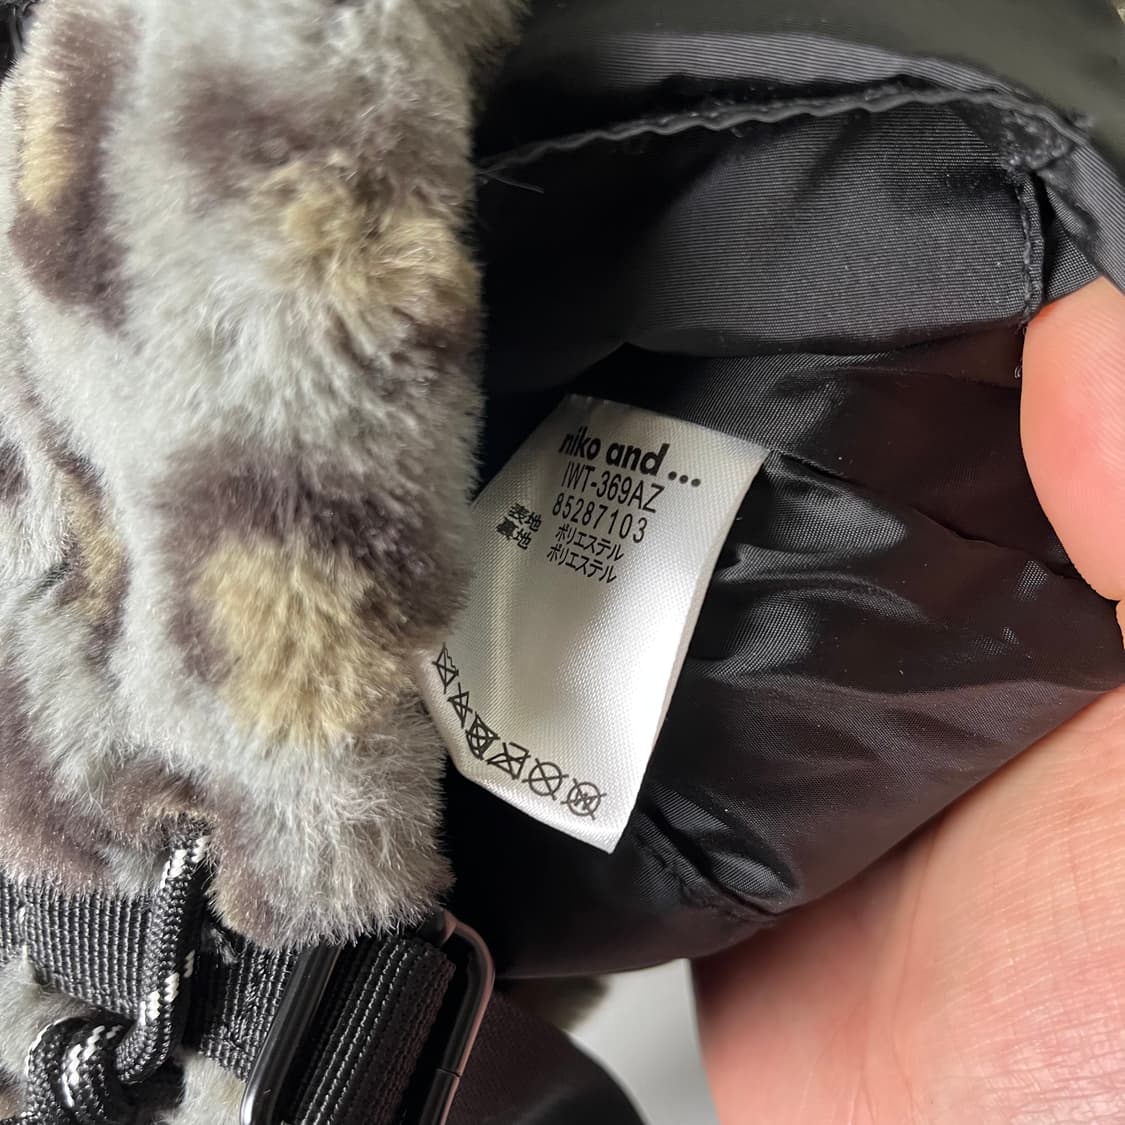 niko and ...
IWT-369AZ
85287103
表地 ポリエステル
裏地 ポリエステル